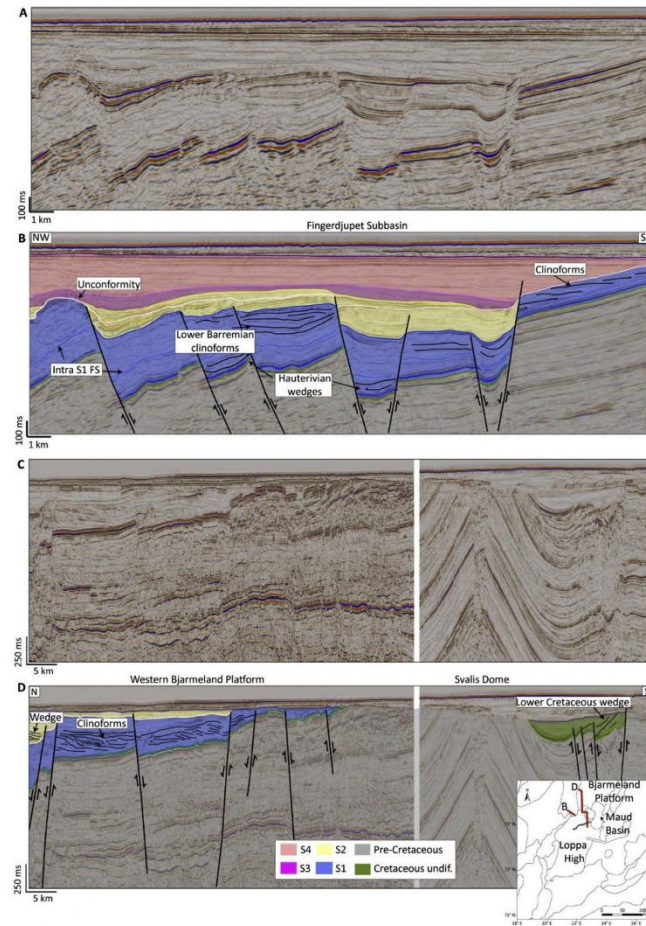 A
100 ms
1 km
Fingerdjupet Subbasin
B
NW
S
Unconformity
Clinoforms
Lower Barremian
clinoforms
Intra S1 FS
Hauterivian
wedges
100 ms
1 km
C
250 ms
5 km
Western Bjarmeland Platform
Svalis Dome
D
N
Lower Cretaceous wedge
Wedge
Clinoforms
D
Bjarmeland
Platform
B
Maud
Basin
Loppa
High
S4
S2
Pre-Cretaceous
S3
S1
Cretaceous undif.
250 ms
5 km